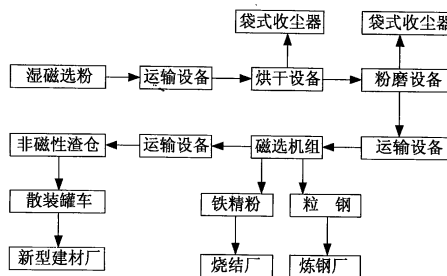 袋式收尘器
袋式收尘器
湿磁选粉
运输设备
烘干设备
粉磨设备
非磁性渣仓
运输设备
磁选机组
运输设备
散装罐车
铁精粉
粒 钢
新型建材厂
烧结厂
炼钢厂